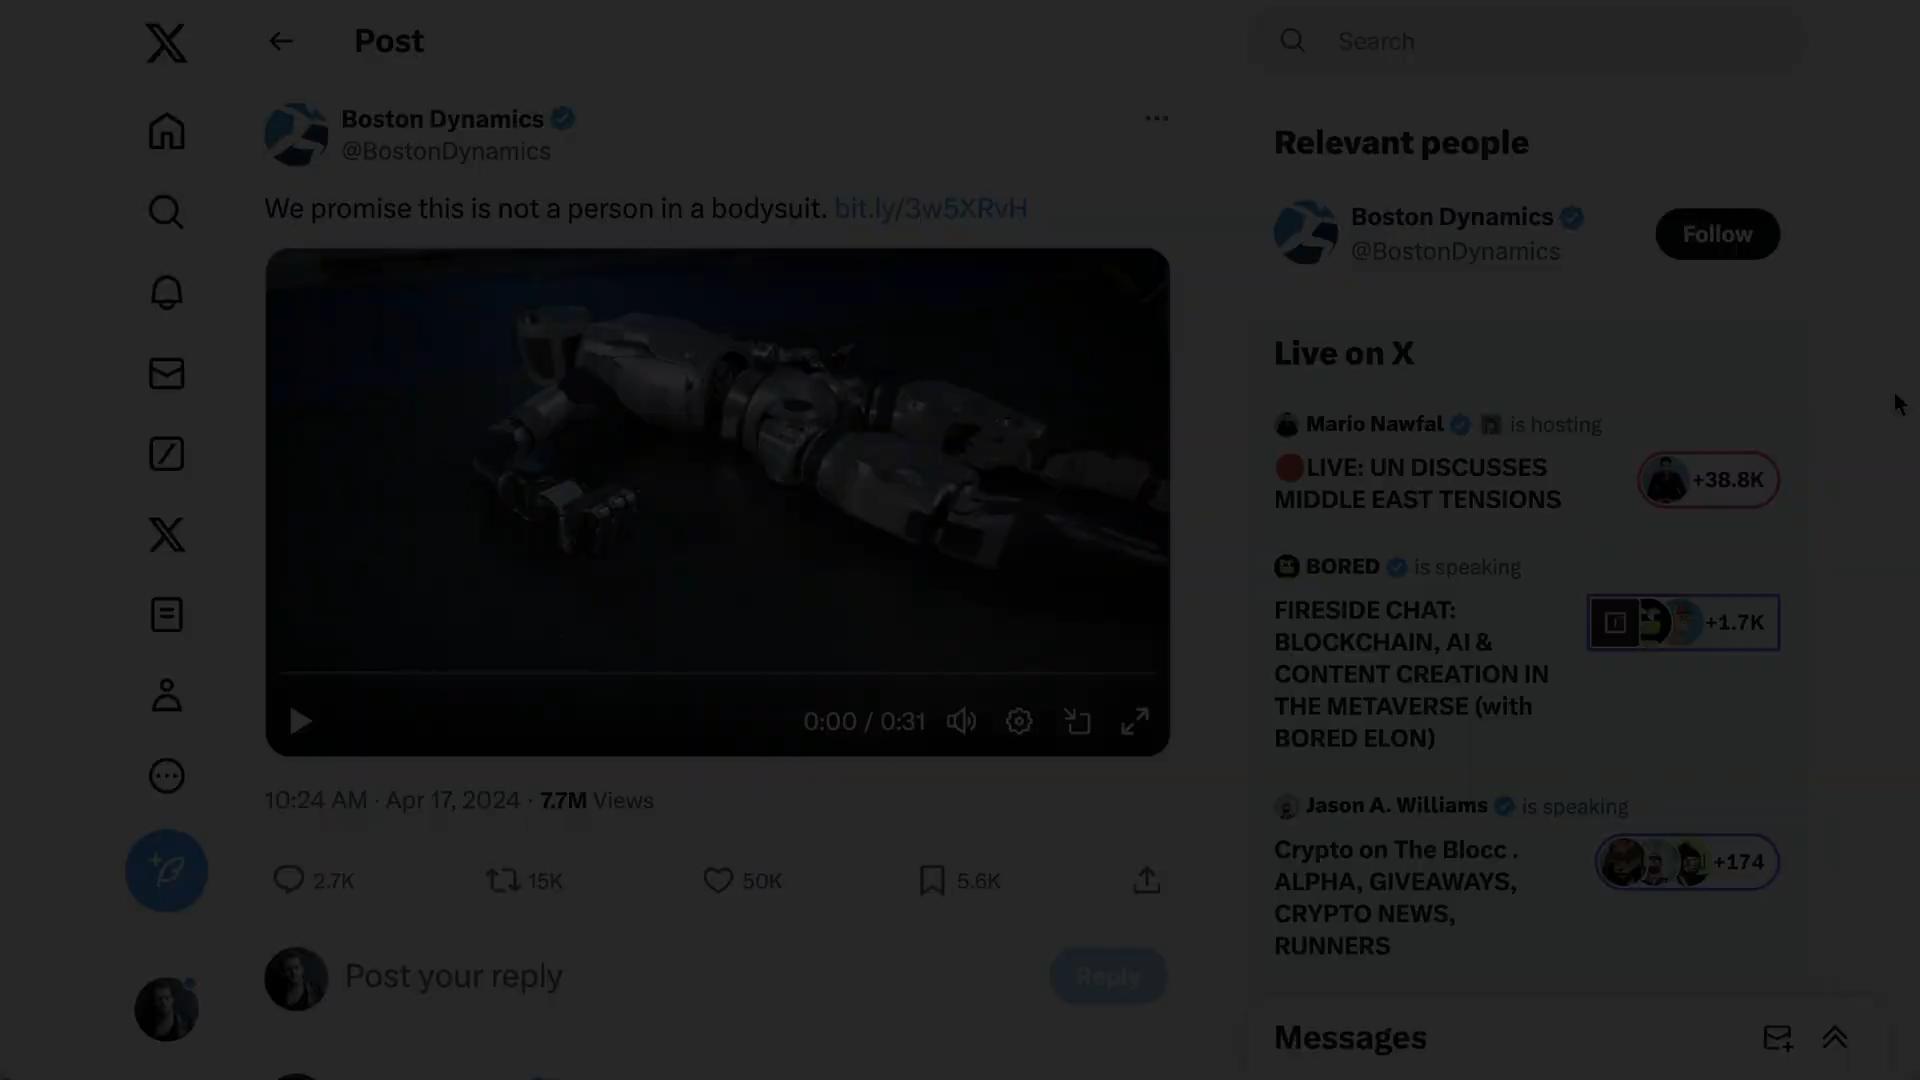 Post
Search
Boston Dynamics
@BostonDynamics
We promise this is not a person in a bodysuit. bit.ly/3w5XRvH
0:00 / 0:31
10:24 AM · Apr 17, 2024 · 7.7M Views
2.7K 15K 50K 5.6K
Post your reply
Reply
Relevant people
Boston Dynamics
@BostonDynamics
Follow
Live on X
Mario Nawfal is hosting
LIVE: UN DISCUSSES
MIDDLE EAST TENSIONS
+38.8K
BORED is speaking
FIRESIDE CHAT:
BLOCKCHAIN, AI &
CONTENT CREATION IN
THE METAVERSE (with
BORED ELON)
+1.7K
Jason A. Williams is speaking
Crypto on The Blocc .
ALPHA, GIVEAWAYS,
CRYPTO NEWS,
RUNNERS
+174
Messages